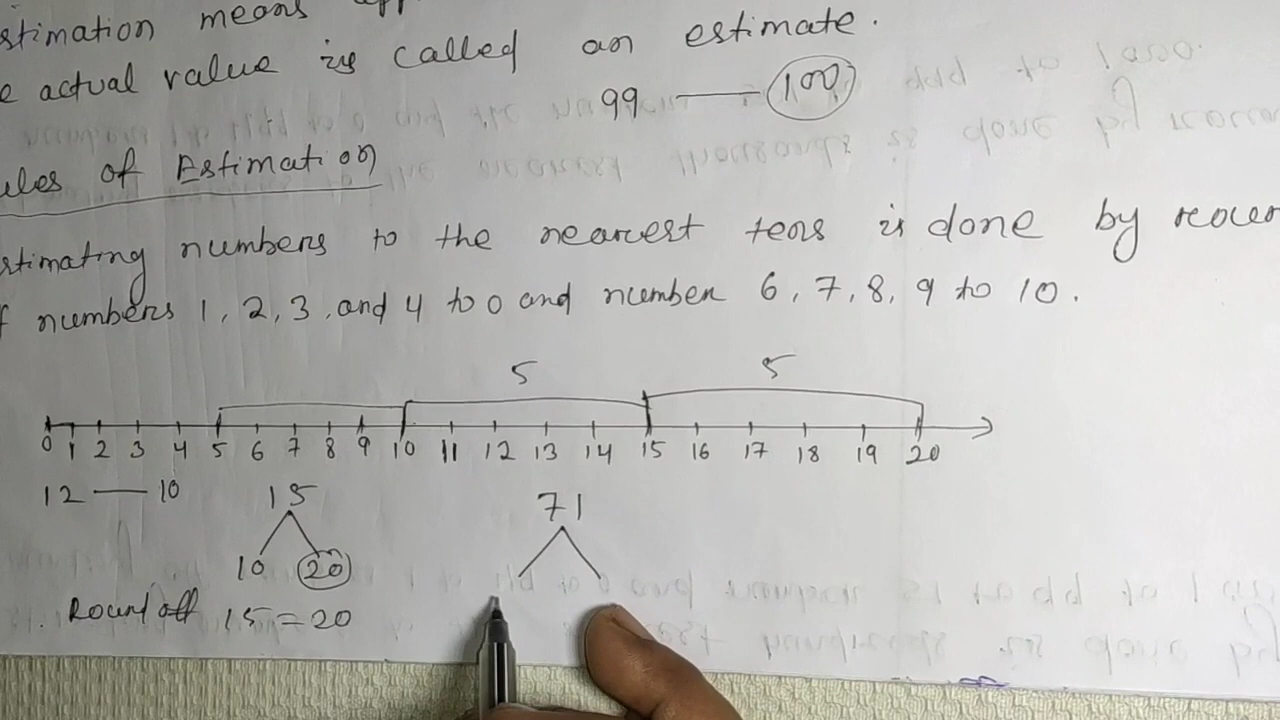 stimation means
e actual value is called an estimate.
99 — 100
ules of Estimation
stimating numbers to the nearest tens is done by
f numbers 1, 2, 3, and 4 to 0 and number 6, 7, 8, 9 to 10.
5 5
0 1 2 3 4 5 6 7 8 9 10 11 12 13 14 15 16 17 18 19 20
12 — 10 15 71
10 20
Round off 15 = 20